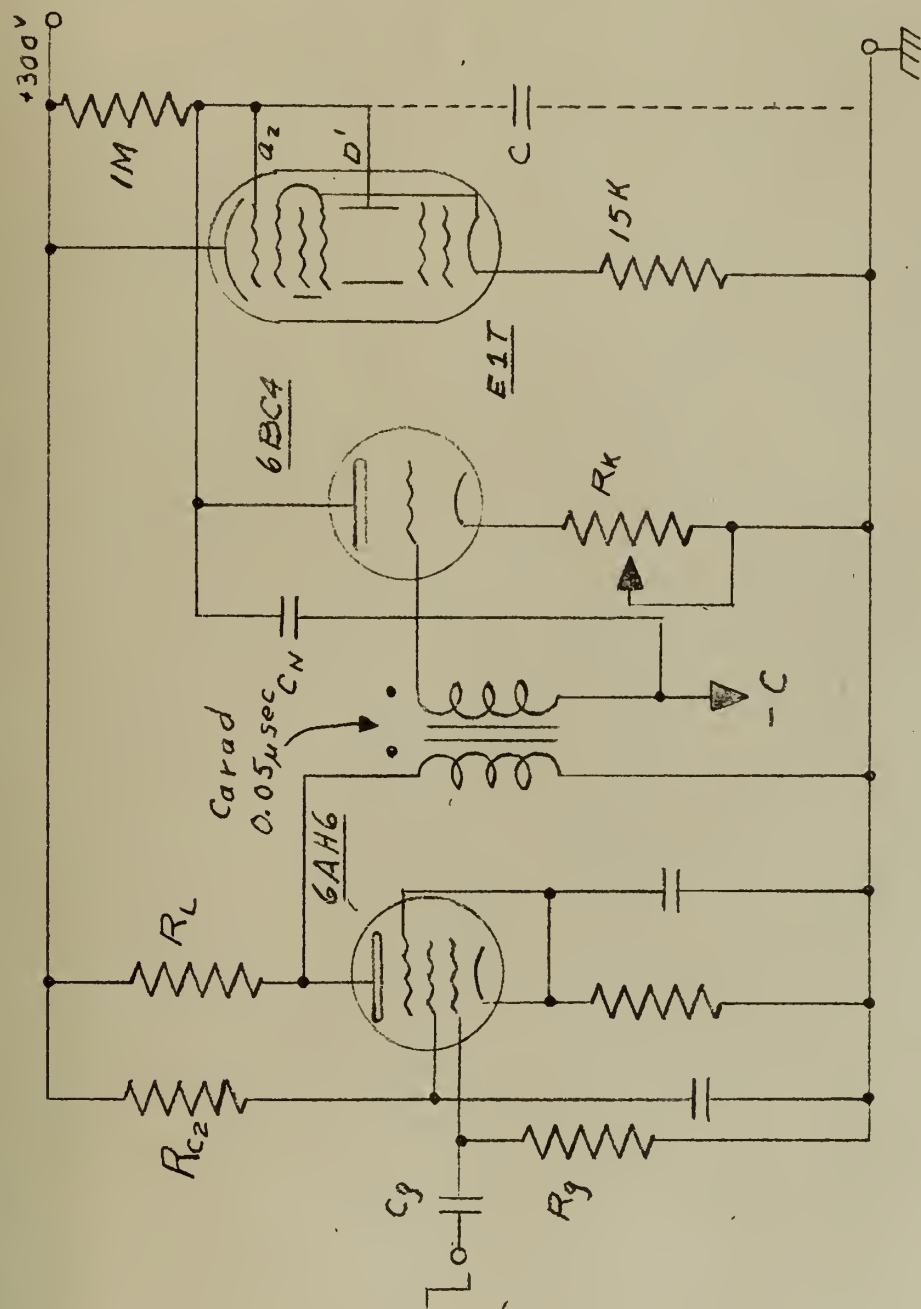 +300V
1M
a2
D'
C
15K
E1T
6BC4
RK
CN
Carad
0.05µsec
-C
6AH6
RL
RC2
Cg
Rg